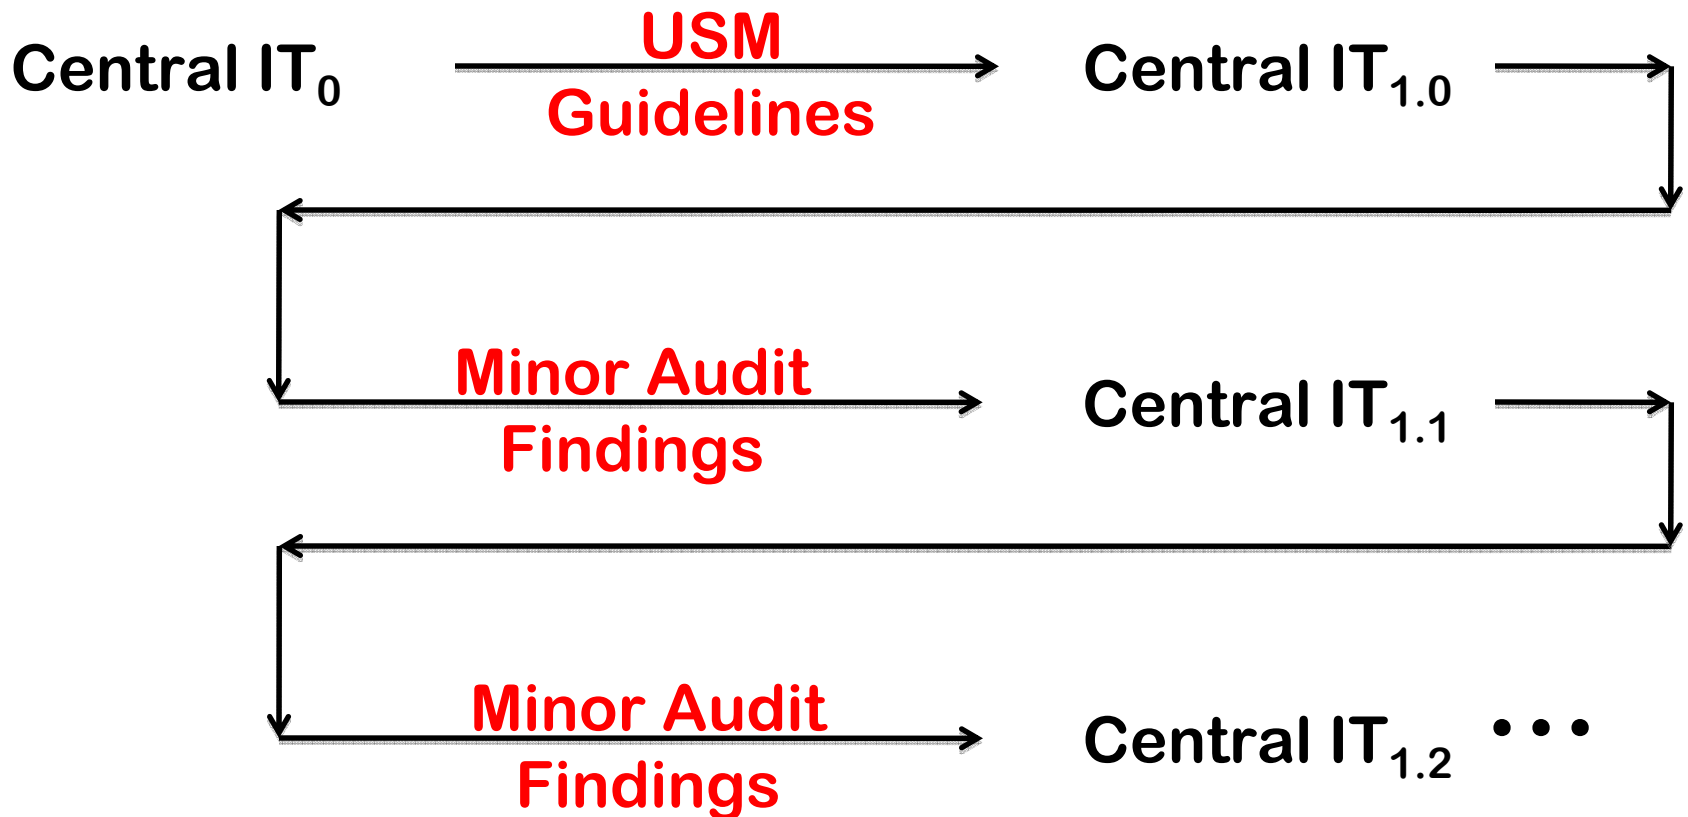 Central IT0
USM
Guidelines
Central IT1.0
Minor Audit
Findings
Central IT1.1
Minor Audit
Findings
Central IT1.2 •••